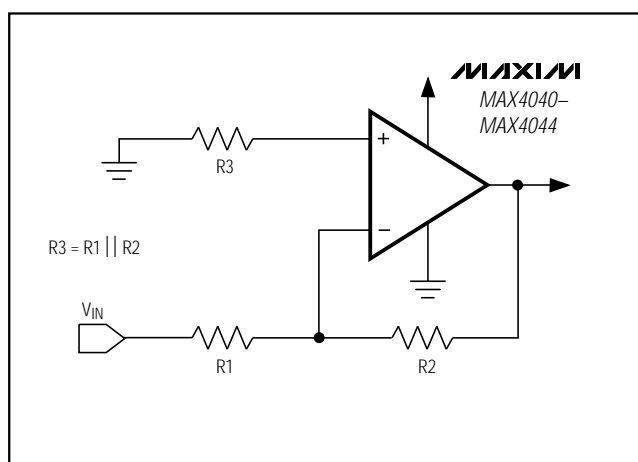 MAXIM
MAX4040–
MAX4044
+
R3
–
R3 = R1 || R2
VIN
R1
R2